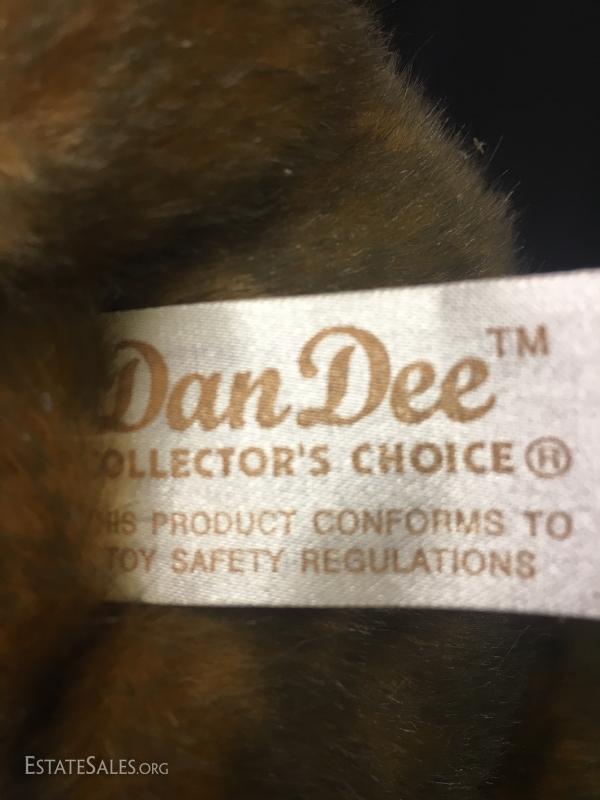 Dan Dee™
OLLECTOR'S CHOICE®
HIS PRODUCT CONFORMS TO
TOY SAFETY REGULATIONS
ESTATESALES.ORG